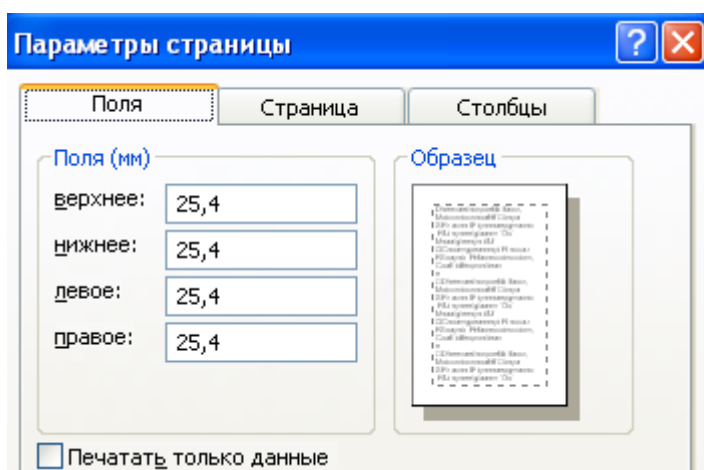 Параметры страницы
Поля Страница Столбцы
Поля (мм)
верхнее: 25,4
нижнее: 25,4
левое: 25,4
правое: 25,4
Образец
Печатать только данные